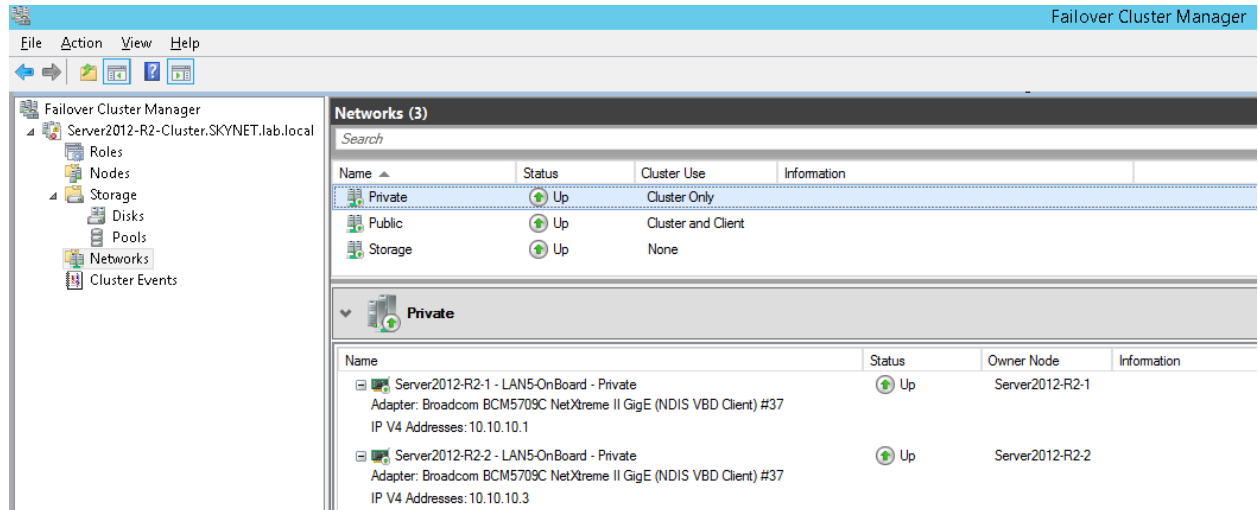 Failover Cluster Manager
File Action View Help
Failover Cluster Manager
Server2012-R2-Cluster.SKYNET.lab.local
Roles
Nodes
Storage
Disks
Pools
Networks
Cluster Events
Networks (3)
Search
Name Status Cluster Use Information
Private Up Cluster Only
Public Up Cluster and Client
Storage Up None
Private
Name Status Owner Node Information
Server2012-R2-1 - LAN5-OnBoard - Private Up Server2012-R2-1
Adapter: Broadcom BCM5709C NetXtreme II GigE (NDIS VBD Client) #37
IP V4 Addresses: 10.10.10.1
Server2012-R2-2 - LAN5-OnBoard - Private Up Server2012-R2-2
Adapter: Broadcom BCM5709C NetXtreme II GigE (NDIS VBD Client) #37
IP V4 Addresses: 10.10.10.3